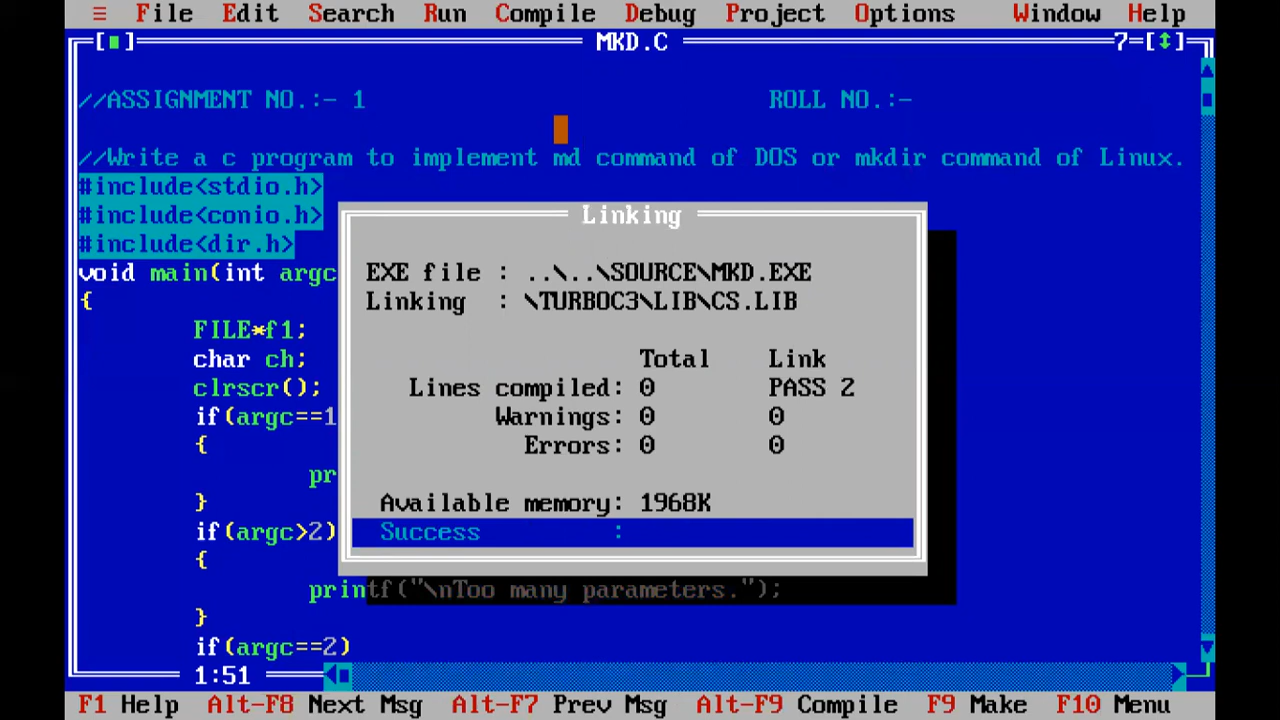 ≡ File Edit Search Run Compile Debug Project Options Window Help
[■] MKD.C 7=[↕]
//ASSIGNMENT NO.:- 1 ROLL NO.:-
//Write a c program to implement md command of DOS or mkdir command of Linux.
#include<stdio.h>
#include<conio.h>
#include<dir.h>
void main(int argc
{
FILE*f1;
char ch;
clrscr();
if(argc==1
{
pr
}
if(argc>2)
{
printf("\nToo many parameters.");
}
if(argc==2)
Linking
EXE file : ..\..\SOURCE\MKD.EXE
Linking : \TURBOC3\LIB\CS.LIB
Total Link
Lines compiled: 0 PASS 2
Warnings: 0 0
Errors: 0 0
Available memory: 1968K
Success :
1:51
F1 Help Alt-F8 Next Msg Alt-F7 Prev Msg Alt-F9 Compile F9 Make F10 Menu